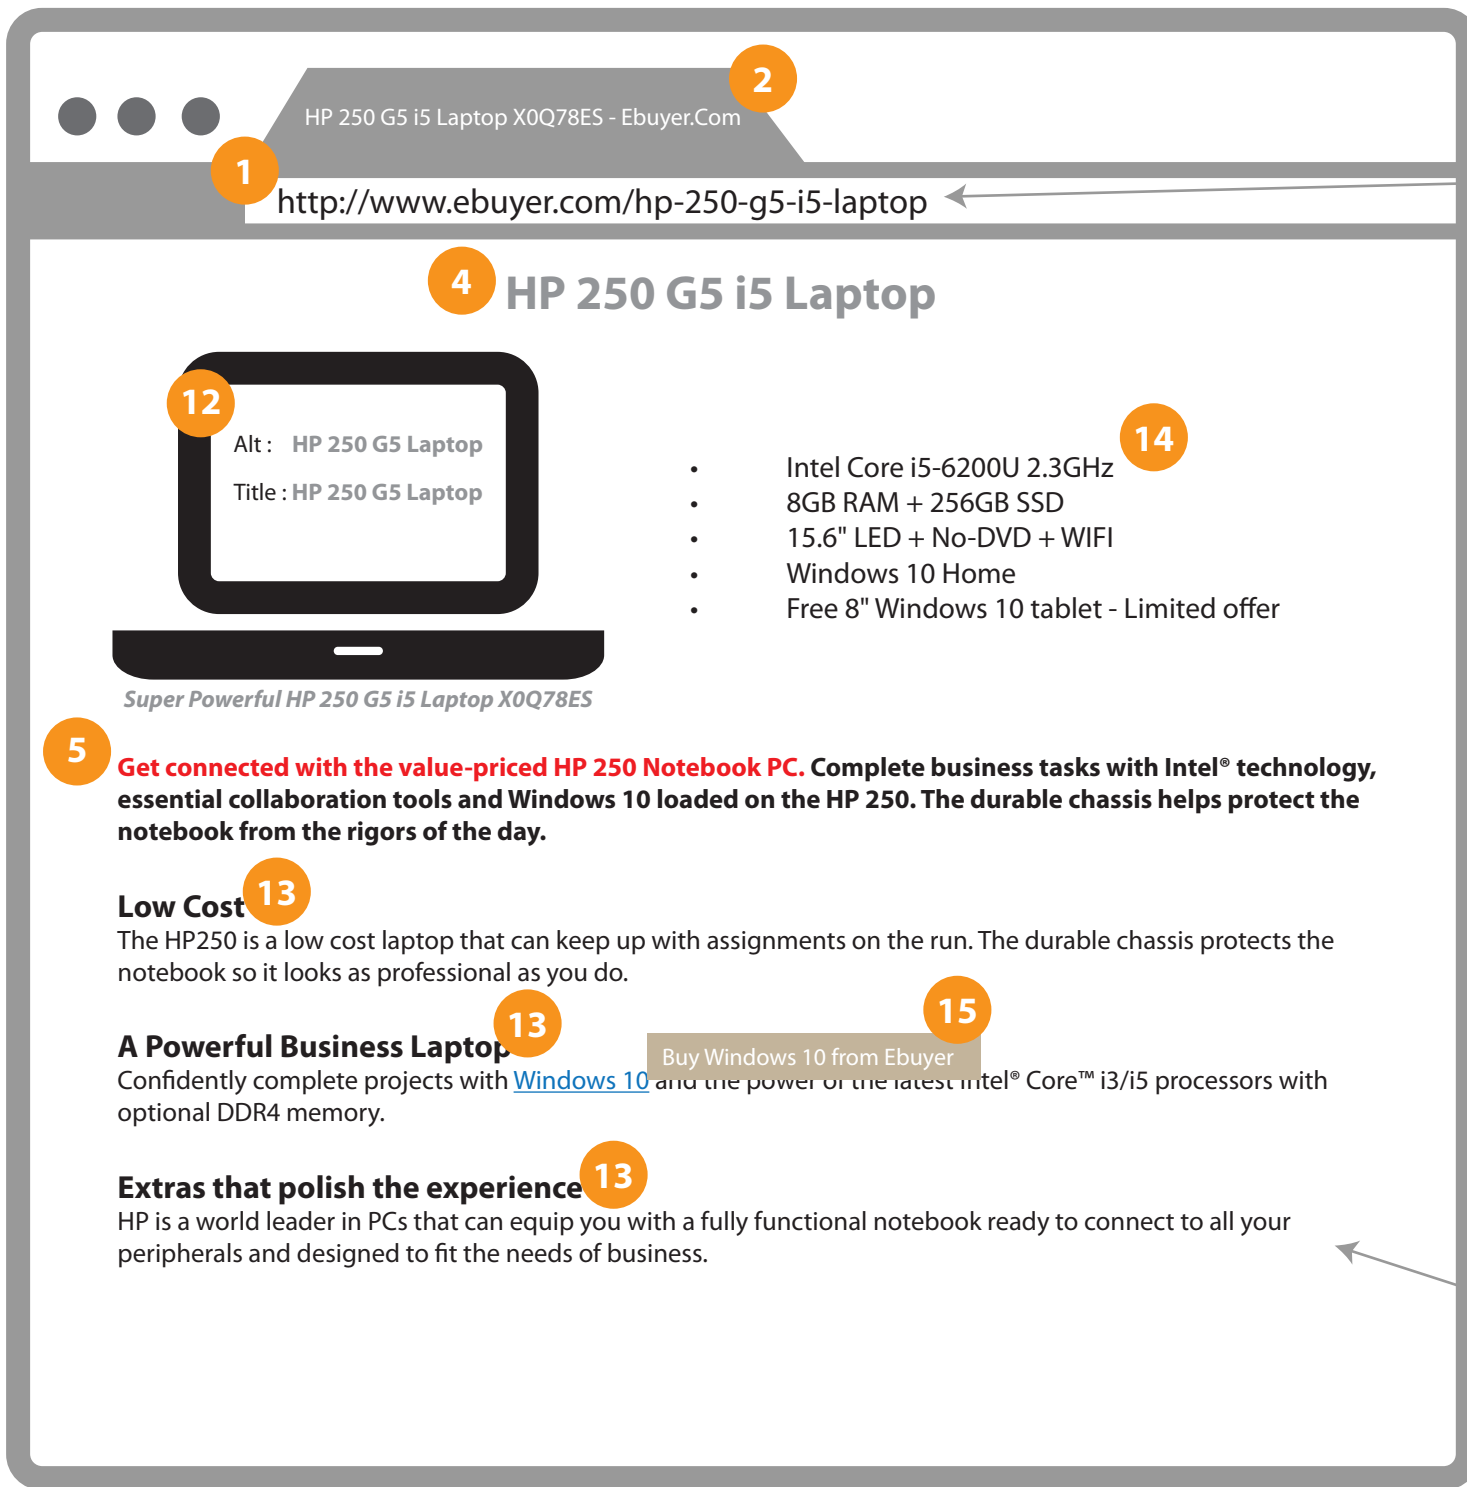 2
HP 250 G5 i5 Laptop X0Q78ES - Ebuyer.Com
1
http://www.ebuyer.com/hp-250-g5-i5-laptop
4
HP 250 G5 i5 Laptop
12
Alt : HP 250 G5 Laptop
Title : HP 250 G5 Laptop
14
• Intel Core i5-6200U 2.3GHz
• 8GB RAM + 256GB SSD
• 15.6" LED + No-DVD + WIFI
• Windows 10 Home
• Free 8" Windows 10 tablet - Limited offer
Super Powerful HP 250 G5 i5 Laptop X0Q78ES
5
Get connected with the value-priced HP 250 Notebook PC. Complete business tasks with Intel® technology,
essential collaboration tools and Windows 10 loaded on the HP 250. The durable chassis helps protect the
notebook from the rigors of the day.
13
Low Cost
The HP250 is a low cost laptop that can keep up with assignments on the run. The durable chassis protects the
notebook so it looks as professional as you do.
13
15
A Powerful Business Laptop
Buy Windows 10 from Ebuyer
Confidently complete projects with Windows 10 and the power of the latest Intel® Core™ i3/i5 processors with
optional DDR4 memory.
13
Extras that polish the experience
HP is a world leader in PCs that can equip you with a fully functional notebook ready to connect to all your
peripherals and designed to fit the needs of business.